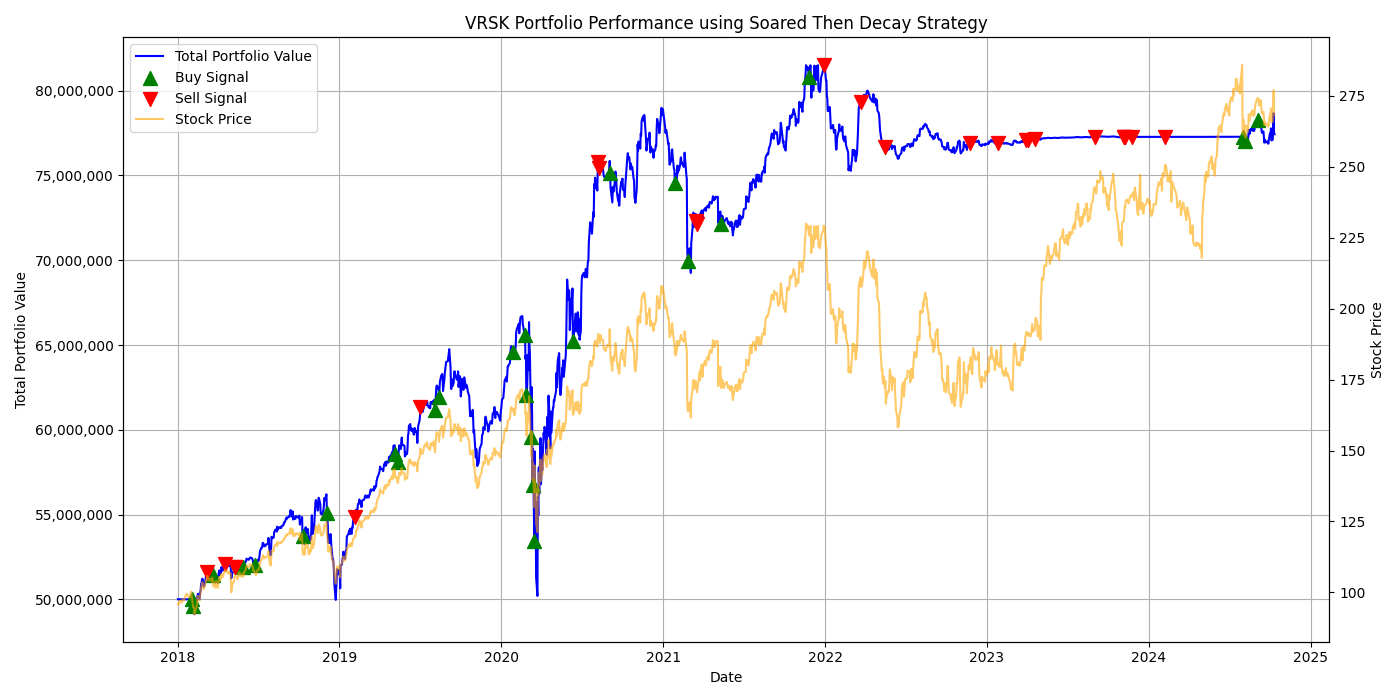 VRSK Portfolio Performance using Soared Then Decay Strategy
Total Portfolio Value
Buy Signal
Sell Signal
Stock Price
80,000,000
75,000,000
70,000,000
65,000,000
60,000,000
55,000,000
50,000,000
Total Portfolio Value
275
250
225
200
175
150
125
100
Stock Price
2018
2019
2020
2021
2022
2023
2024
2025
Date